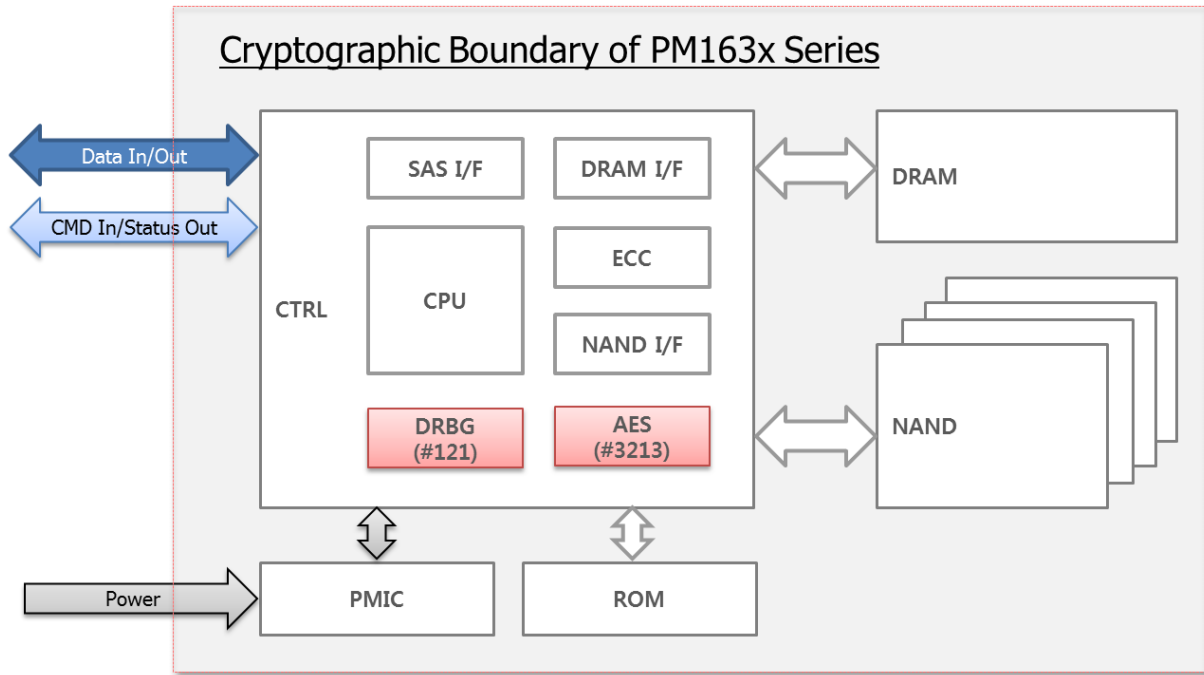 Cryptographic Boundary of PM163x Series
Data In/Out
CMD In/Status Out
Power
CTRL
SAS I/F
DRAM I/F
CPU
ECC
NAND I/F
DRBG
(#121)
AES
(#3213)
DRAM
NAND
PMIC
ROM